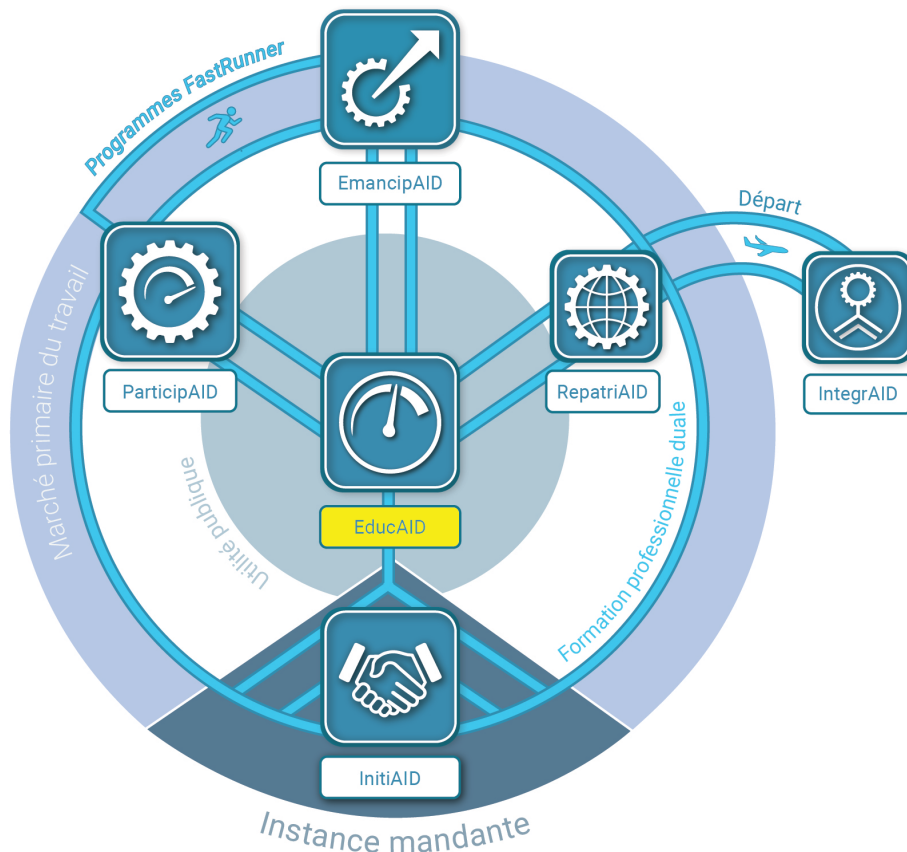 Programmes FastRunner
EmancipAID
Départ
Marché primaire du travail
ParticipAID
RepatriAID
IntegrAID
Utilité publique
EducAID
Formation professionnelle duale
InitiAID
Instance mandante